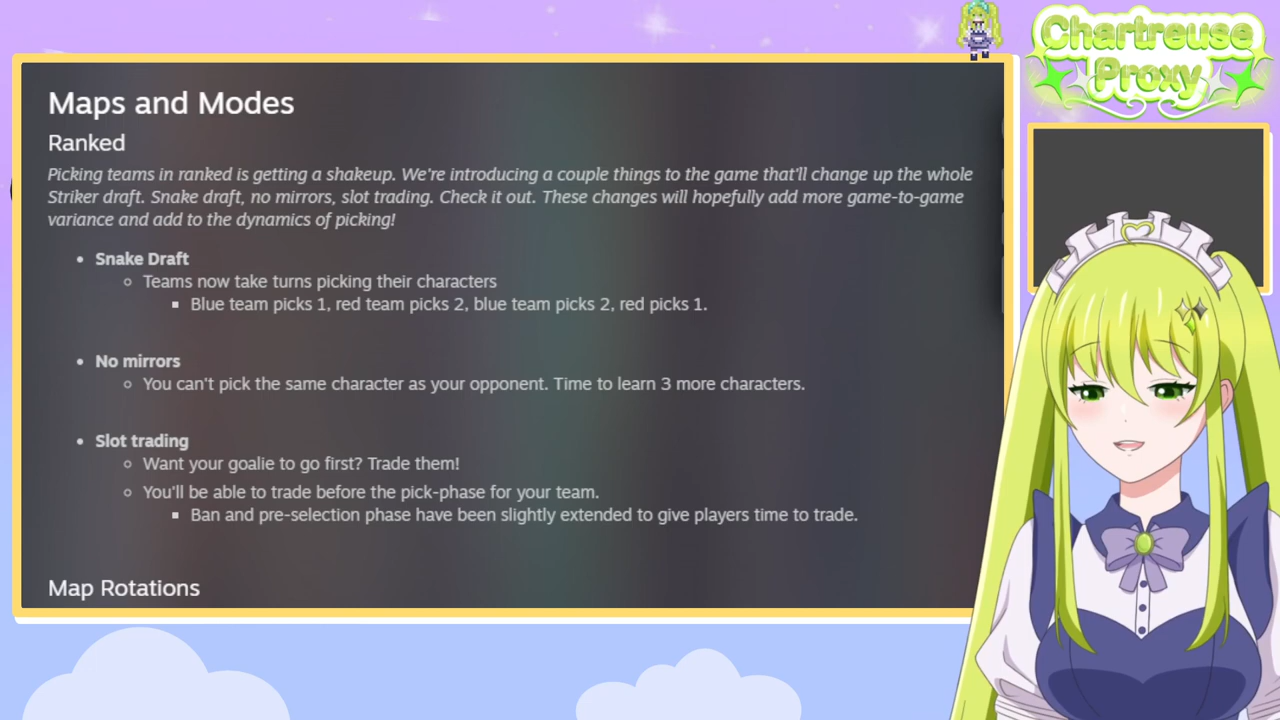 Chartreuse
Proxy
Maps and Modes
Ranked
Picking teams in ranked is getting a shakeup. We're introducing a couple things to the game that'll change up the whole
Striker draft. Snake draft, no mirrors, slot trading. Check it out. These changes will hopefully add more game-to-game
variance and add to the dynamics of picking!
• Snake Draft
◦ Teams now take turns picking their characters
▪ Blue team picks 1, red team picks 2, blue team picks 2, red picks 1.
• No mirrors
◦ You can't pick the same character as your opponent. Time to learn 3 more characters.
• Slot trading
◦ Want your goalie to go first? Trade them!
◦ You'll be able to trade before the pick-phase for your team.
▪ Ban and pre-selection phase have been slightly extended to give players time to trade.
Map Rotations